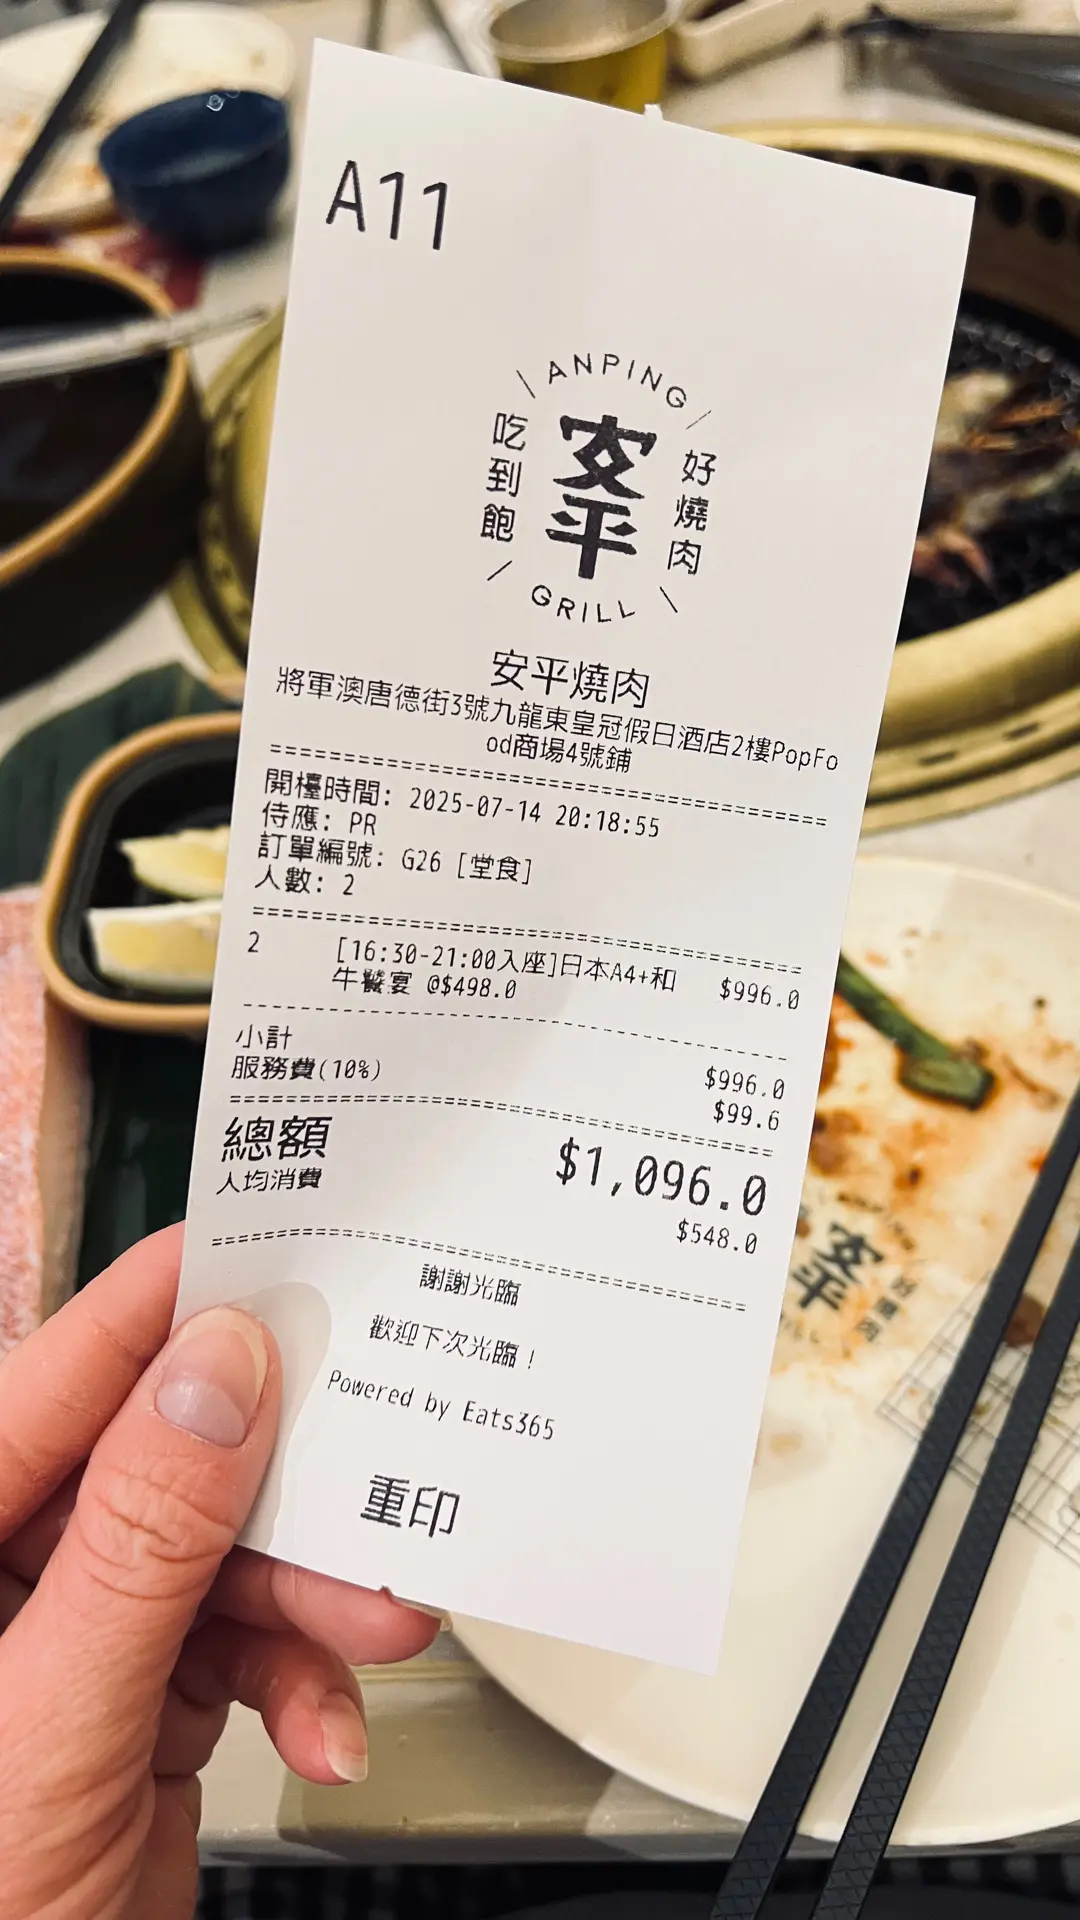 A11
ANPING
吃到飽
安平
好燒肉
GRILL
安平燒肉
將軍澳唐德街3號九龍東皇冠假日酒店2樓PopFo
od商場4號鋪
================================
開檯時間: 2025-07-14 20:18:55
侍應: PR
訂單編號: G26 [堂食]
人數: 2
================================
2 [16:30-21:00入座]日本A4+和 $996.0
牛饗宴 @$498.0
--------------------------------
小計 $996.0
服務費(10%) $99.6
================================
總額 $1,096.0
人均消費 $548.0
================================
謝謝光臨
歡迎下次光臨！
Powered by Eats365
重印
安平
好燒肉